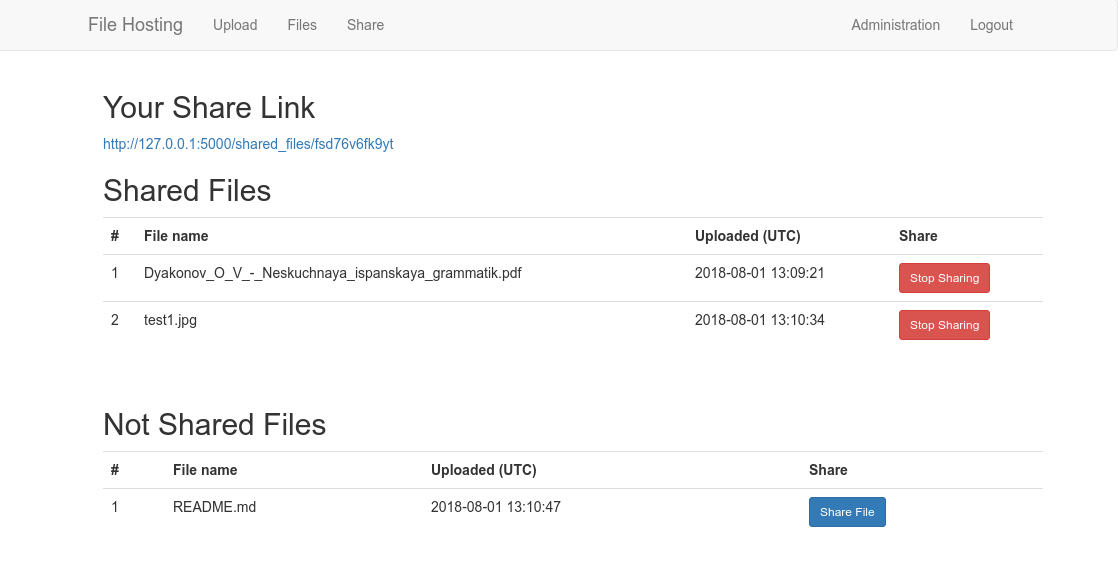 File Hosting Upload Files Share Administration Logout
Your Share Link
http://127.0.0.1:5000/shared_files/fsd76v6fk9yt
Shared Files
# File name Uploaded (UTC) Share
1 Dyakonov_O_V_-_Neskuchnaya_ispanskaya_grammatik.pdf 2018-08-01 13:09:21 Stop Sharing
2 test1.jpg 2018-08-01 13:10:34 Stop Sharing
Not Shared Files
# File name Uploaded (UTC) Share
1 README.md 2018-08-01 13:10:47 Share File